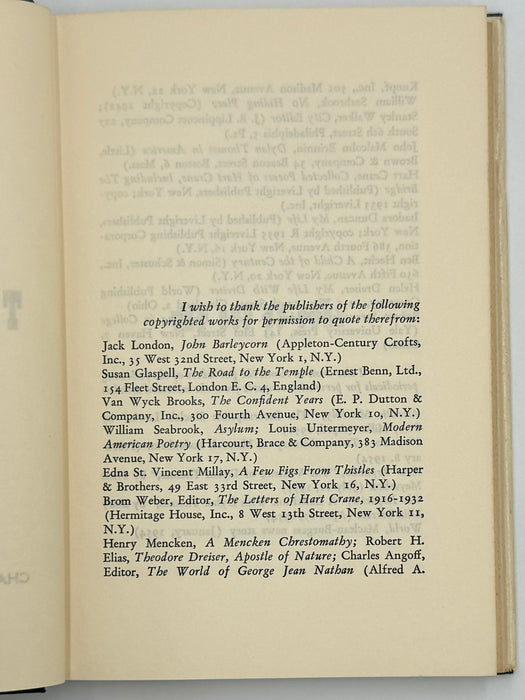 I wish to thank the publishers of the following
copyrighted works for permission to quote therefrom:
Jack London, John Barleycorn (Appleton-Century Crofts,
Inc., 35 West 32nd Street, New York 1, N.Y.)
Susan Glaspell, The Road to the Temple (Ernest Benn, Ltd.,
154 Fleet Street, London E. C. 4, England)
Van Wyck Brooks, The Confident Years (E. P. Dutton &
Company, Inc., 300 Fourth Avenue, New York 10, N.Y.)
William Seabrook, Asylum; Louis Untermeyer, Modern
American Poetry (Harcourt, Brace & Company, 383 Madison
Avenue, New York 17, N.Y.)
Edna St. Vincent Millay, A Few Figs From Thistles (Harper
& Brothers, 49 East 33rd Street, New York 16, N.Y.)
Brom Weber, Editor, The Letters of Hart Crane, 1916-1932
(Hermitage House, Inc., 8 West 13th Street, New York 11,
N.Y.)
Henry Mencken, A Mencken Chrestomathy; Robert H.
Elias, Theodore Dreiser, Apostle of Nature; Charles Angoff,
Editor, The World of George Jean Nathan (Alfred A.